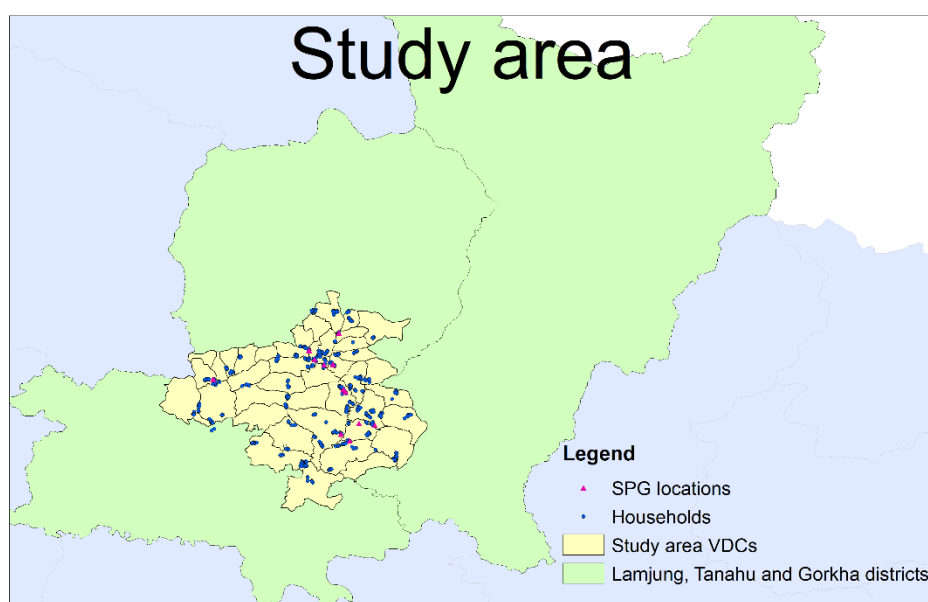 Study area
Legend
SPG locations
Households
Study area VDCs
Lamjung, Tanahu and Gorkha districts